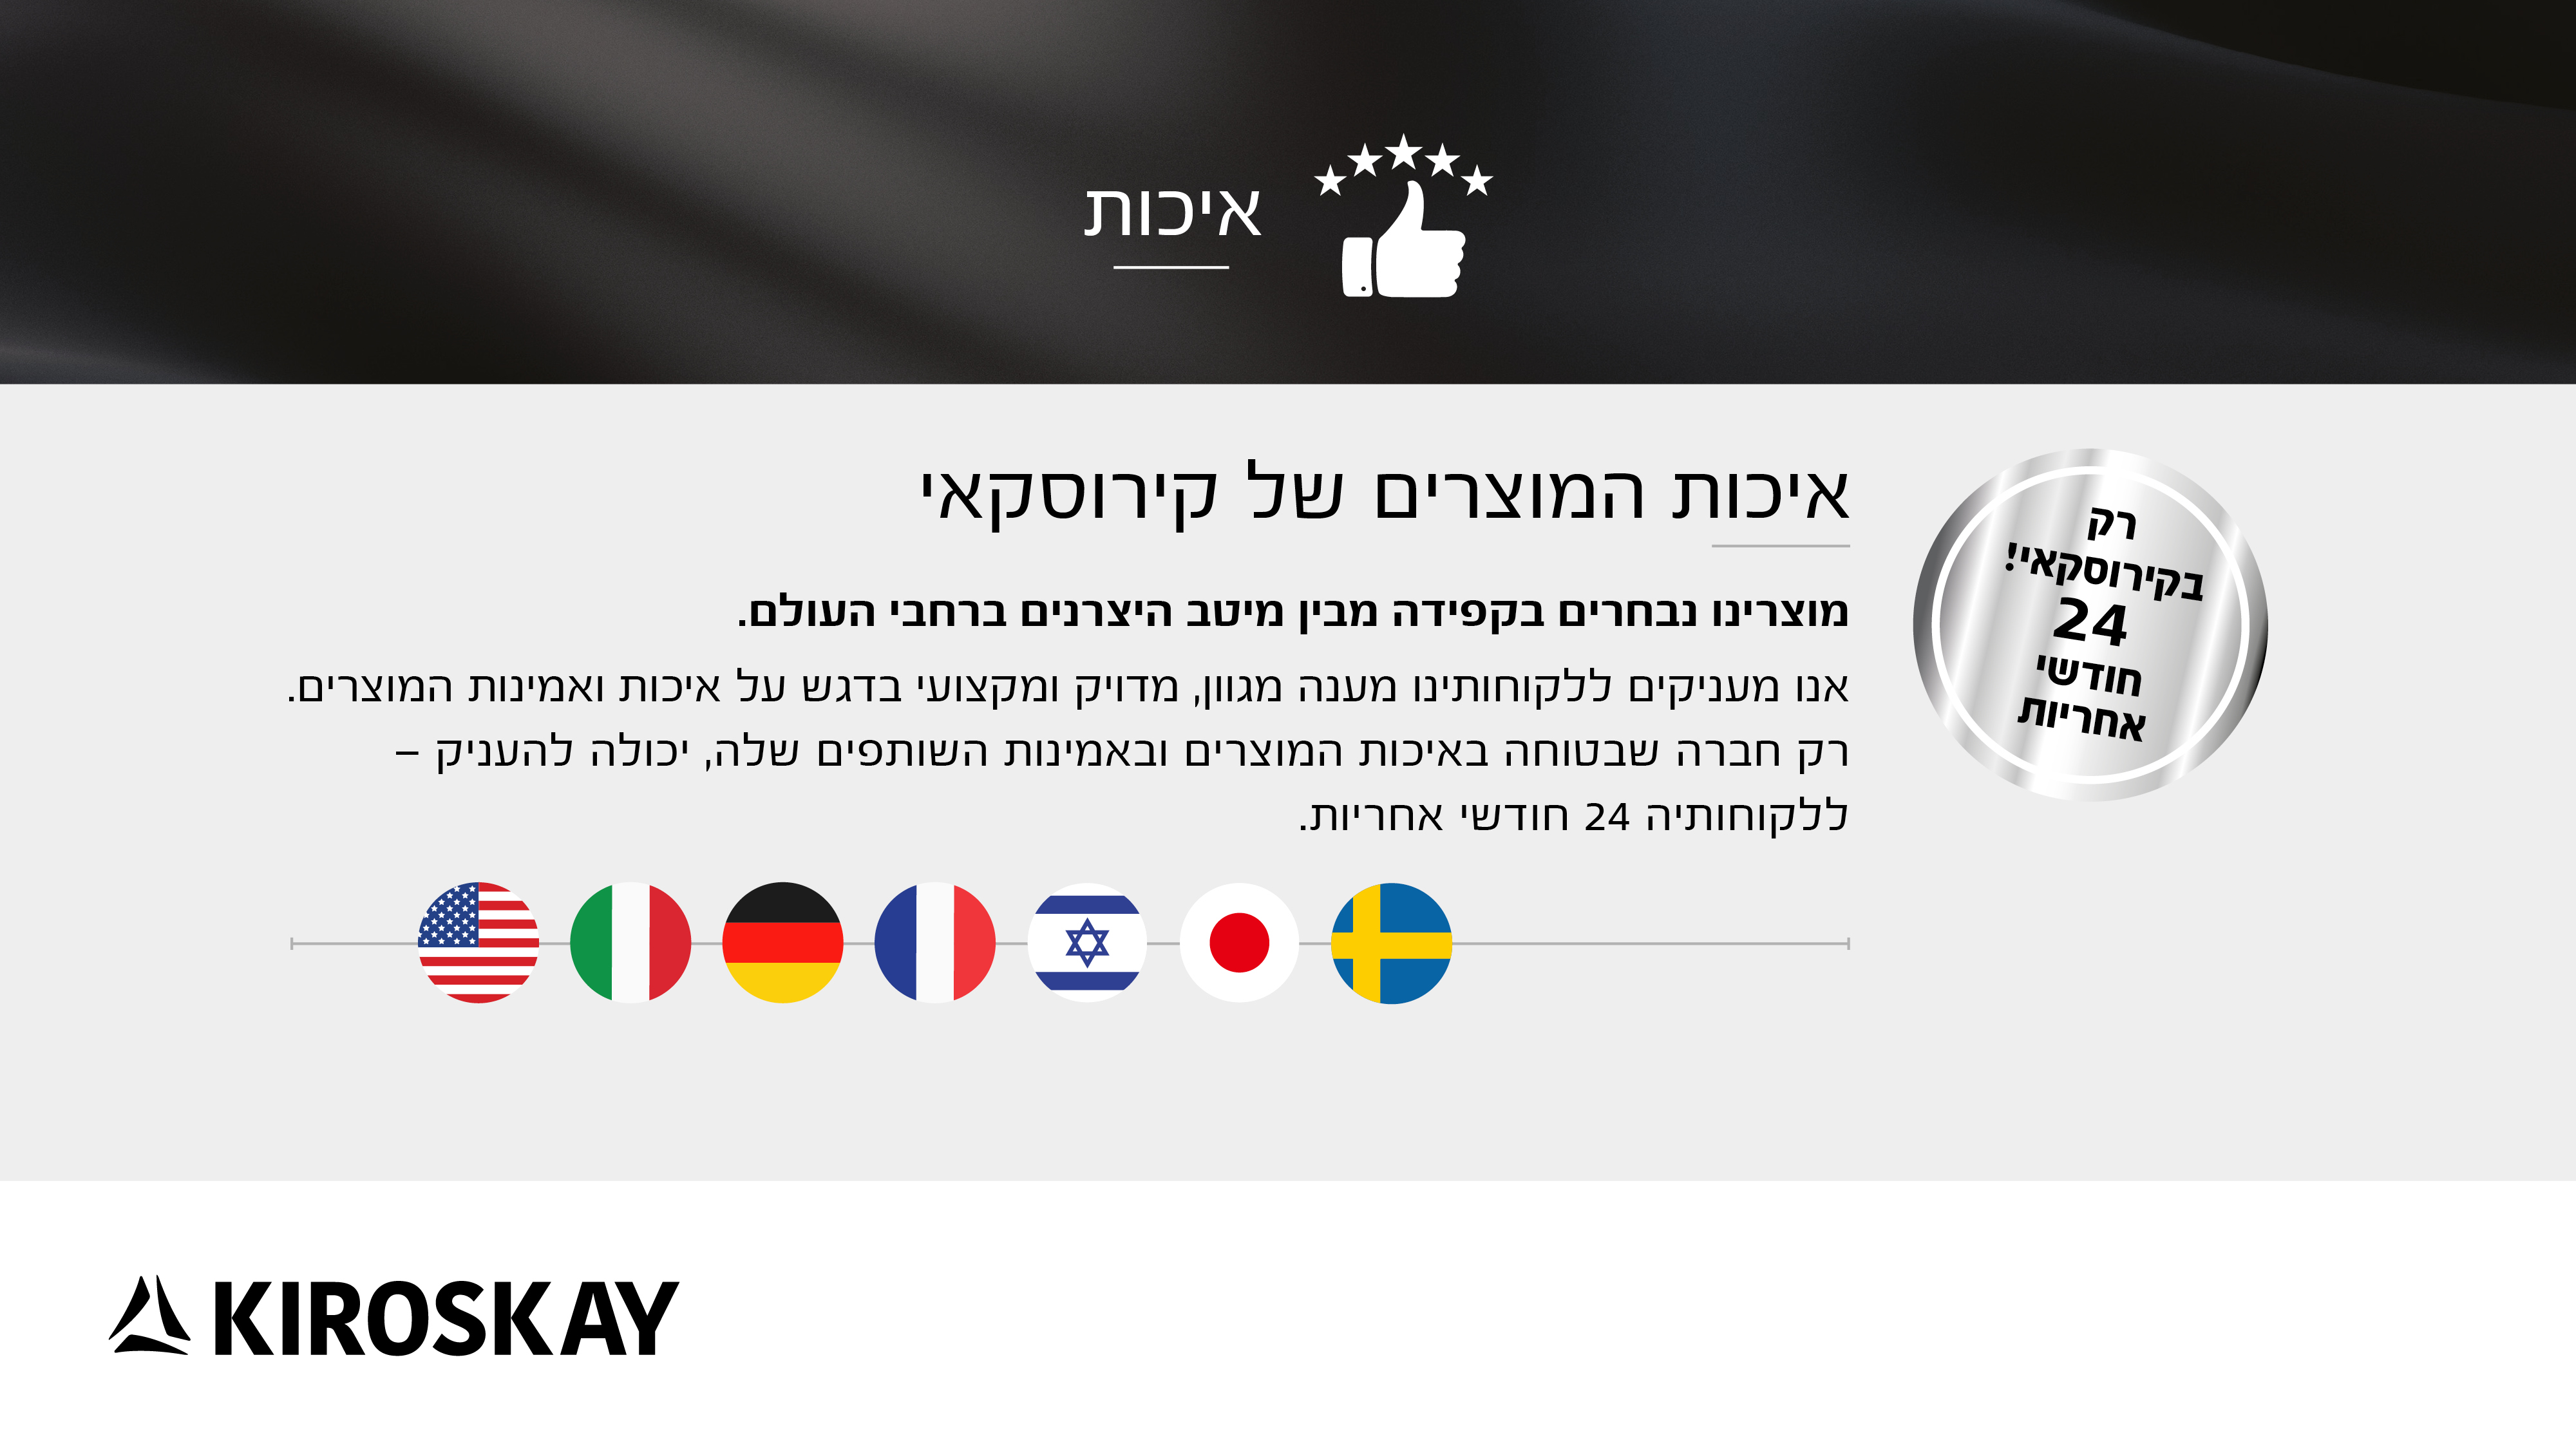 איכות
איכות המוצרים של קירוסקאי
מוצרינו נבחרים בקפידה מבין מיטב היצרנים ברחבי העולם.
אנו מעניקים ללקוחותינו מענה מגוון, מדויק ומקצועי בדגש על איכות ואמינות המוצרים.
רק חברה שבטוחה באיכות המוצרים ובאמינות השותפים שלה, יכולה להעניק –
ללקוחותיה 24 חודשי אחריות.
רק
בקירוסקאי!
24
חודשי
אחריות
KIROSKAY